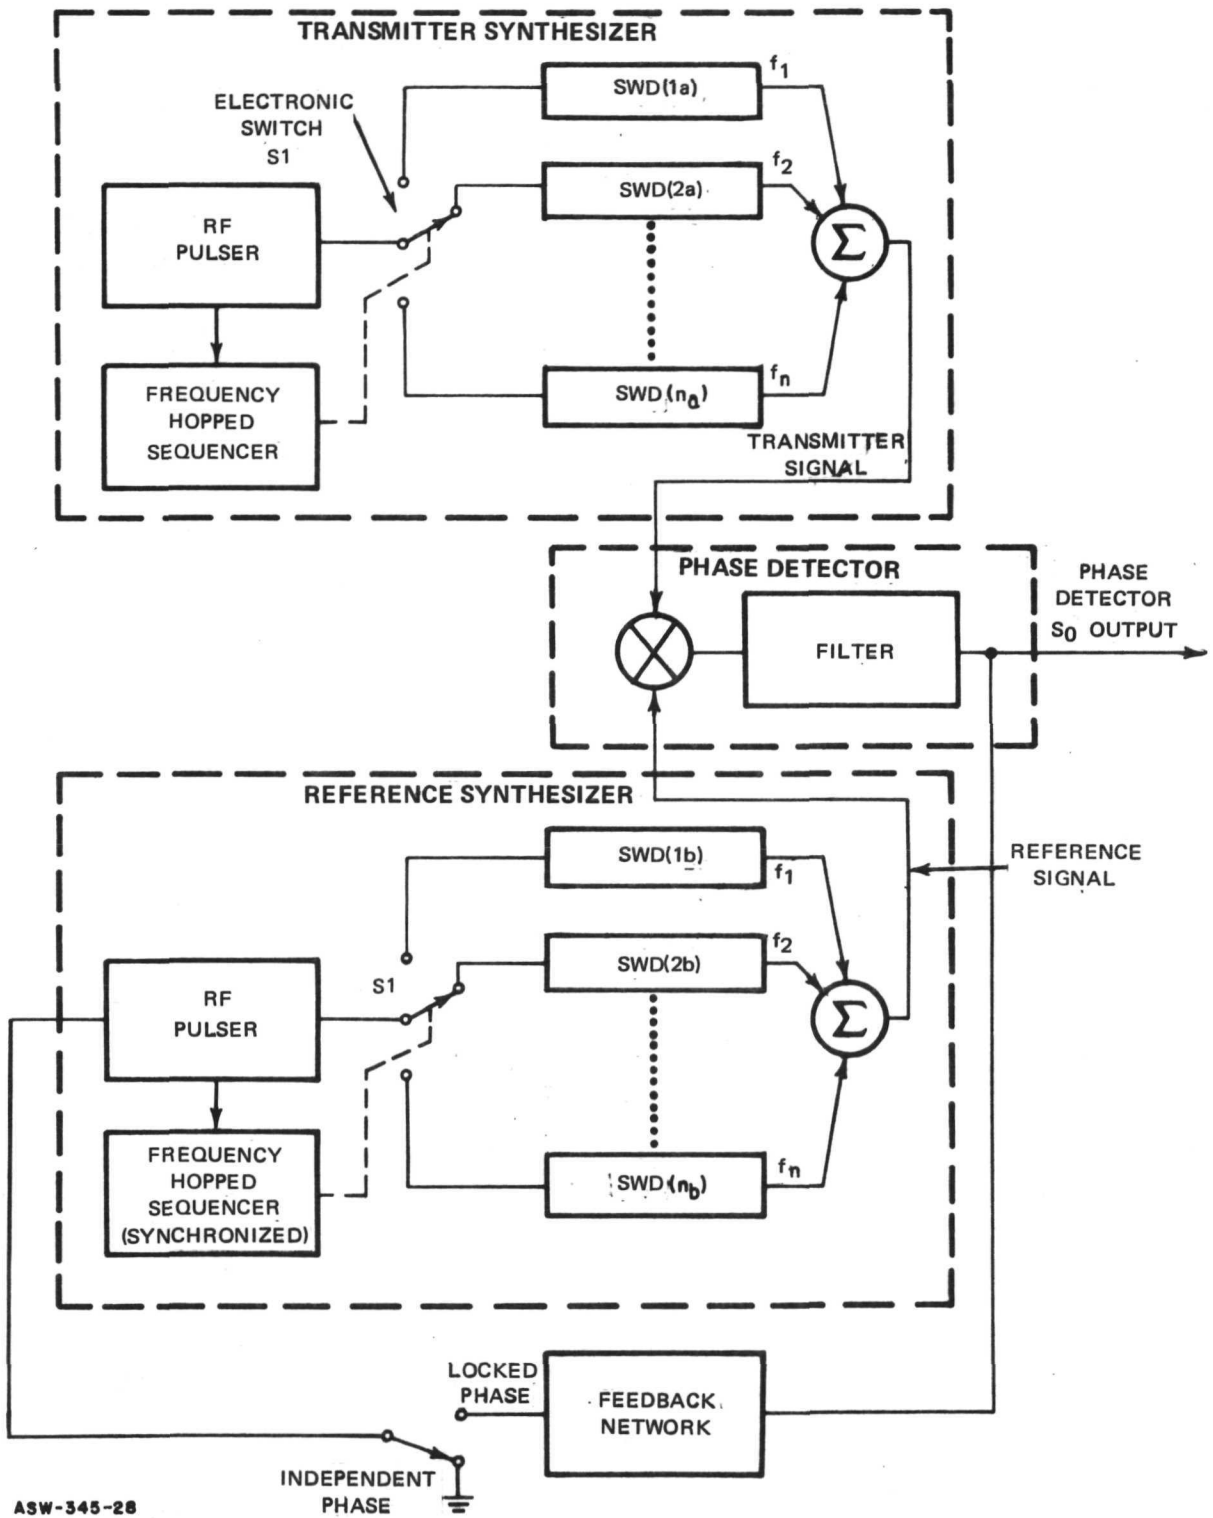 TRANSMITTER SYNTHESIZER
ELECTRONIC
SWITCH
S1
SWD(1a)
f1
SWD(2a)
f2
RF
PULSER
Σ
FREQUENCY
HOPPED
SEQUENCER
SWD(na)
fn
TRANSMITTER
SIGNAL
PHASE DETECTOR
FILTER
PHASE
DETECTOR
S0 OUTPUT
REFERENCE SYNTHESIZER
SWD(1b)
f1
REFERENCE
SIGNAL
S1
SWD(2b)
f2
RF
PULSER
Σ
FREQUENCY
HOPPED
SEQUENCER
(SYNCHRONIZED)
SWD(nb)
fn
LOCKED
PHASE
FEEDBACK
NETWORK
INDEPENDENT
PHASE
ASW-345-28